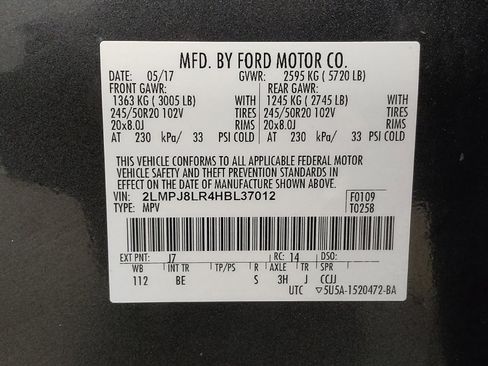 MFD. BY FORD MOTOR CO.
DATE: 05/17 GVWR: 2595 KG ( 5720 LB)
FRONT GAWR: REAR GAWR:
1363 KG ( 3005 LB) WITH 1245 KG ( 2745 LB) WITH
245/50R20 102V TIRES 245/50R20 102V TIRES
20x8.0J RIMS 20x8.0J RIMS
AT 230 kPa/ 33 PSI COLD AT 230 kPa/ 33 PSI COLD
THIS VEHICLE CONFORMS TO ALL APPLICABLE FEDERAL MOTOR
VEHICLE SAFETY AND THEFT PREVENTION STANDARDS IN
EFFECT ON THE DATE OF MANUFACTURE SHOWN ABOVE.
VIN: 2LMPJ8LR4HBL37012 F0109
TYPE: MPV T0258
EXT PNT: J7 RC: 14 DSO:
WB INT TR TP/PS R AXLE TR SPR
112 BE S 3H J CCJJ
UTC ▽5U5A-1520472-BA